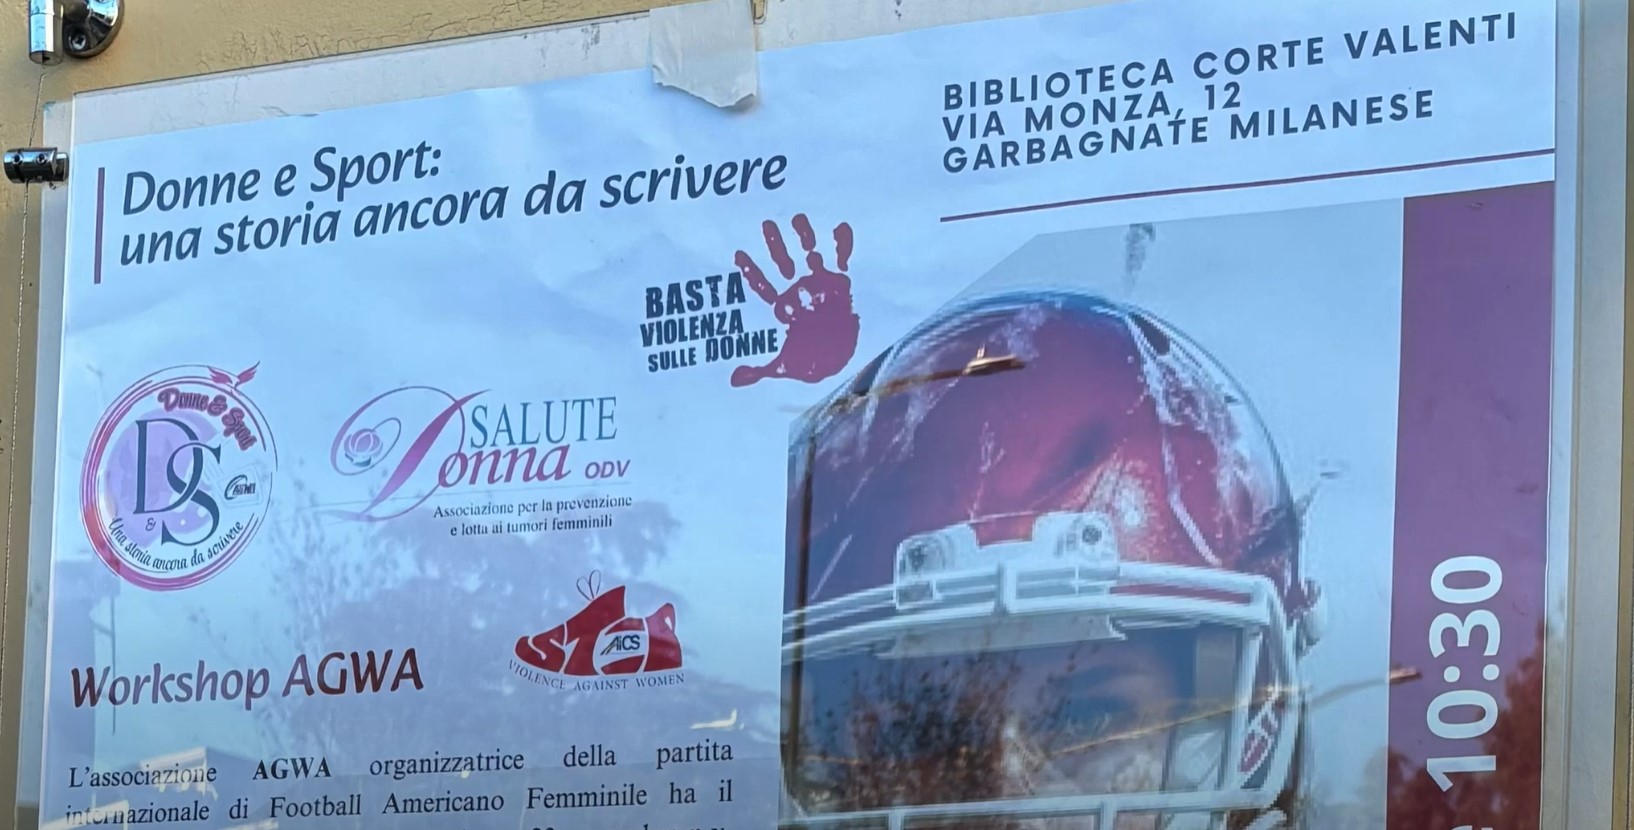 BIBLIOTECA CORTE VALENTI
VIA MONZA, 12
GARBAGNATE MILANESE
Donne e Sport:
una storia ancora da scrivere
BASTA
VIOLENZA
SULLE DONNE
Donne & Sport
D&S
Una storia ancora da scrivere
SALUTE
Donna ODV
Associazione per la prevenzione
e lotta ai tumori femminili
STEP
AiCS
VIOLENCE AGAINST WOMEN
Workshop AGWA
L'associazione AGWA organizzatrice della partita
internazionale di Football Americano Femminile ha il
10:30